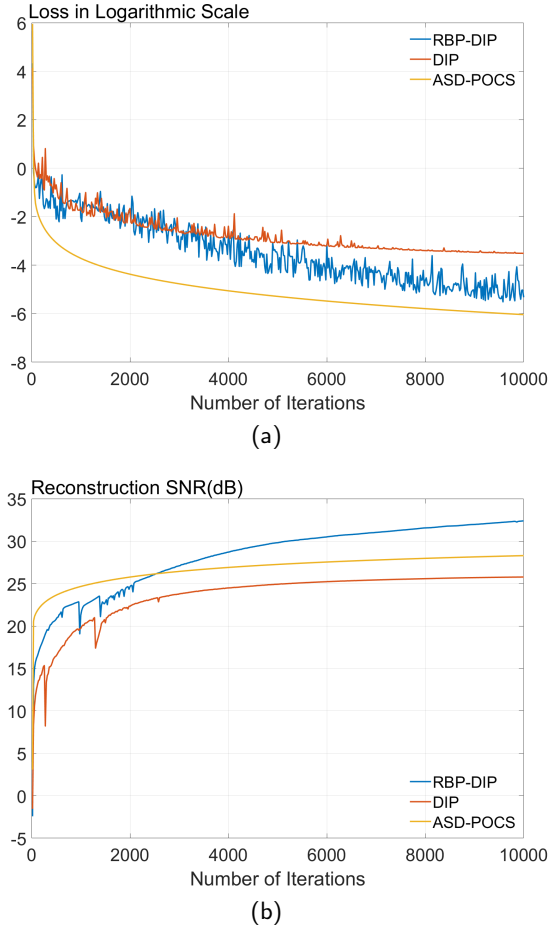 Loss in Logarithmic Scale
6
4
2
0
-2
-4
-6
-8
RBP-DIP
DIP
ASD-POCS
0 2000 4000 6000 8000 10000
Number of Iterations
(a)
Reconstruction SNR(dB)
35
30
25
20
15
10
5
0
-5
RBP-DIP
DIP
ASD-POCS
0 2000 4000 6000 8000 10000
Number of Iterations
(b)